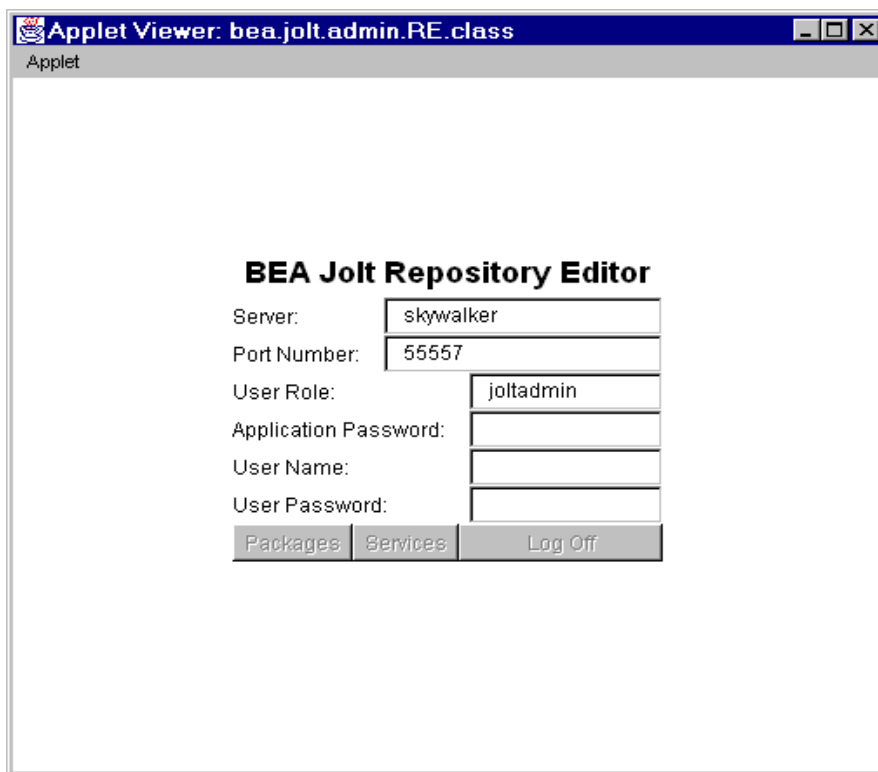 Applet Viewer: bea.jolt.admin.RE.class
Applet
BEA Jolt Repository Editor
Server: skywalker
Port Number: 55557
User Role: joltadmin
Application Password:
User Name:
User Password:
Packages Services Log Off